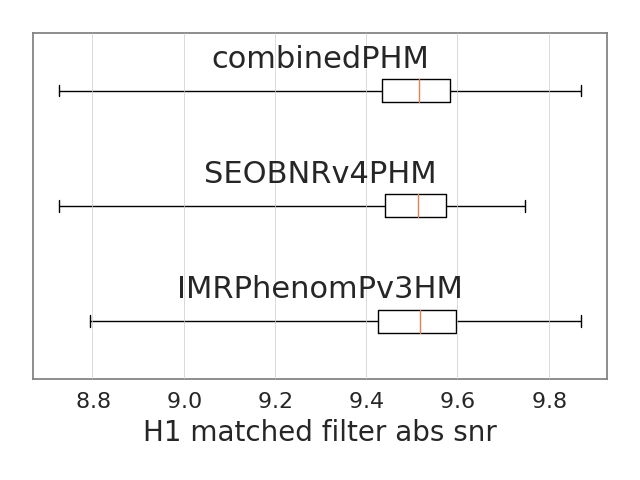 combinedPHM
SEOBNRv4PHM
IMRPhenomPv3HM
8.8 9.0 9.2 9.4 9.6 9.8
H1 matched filter abs snr